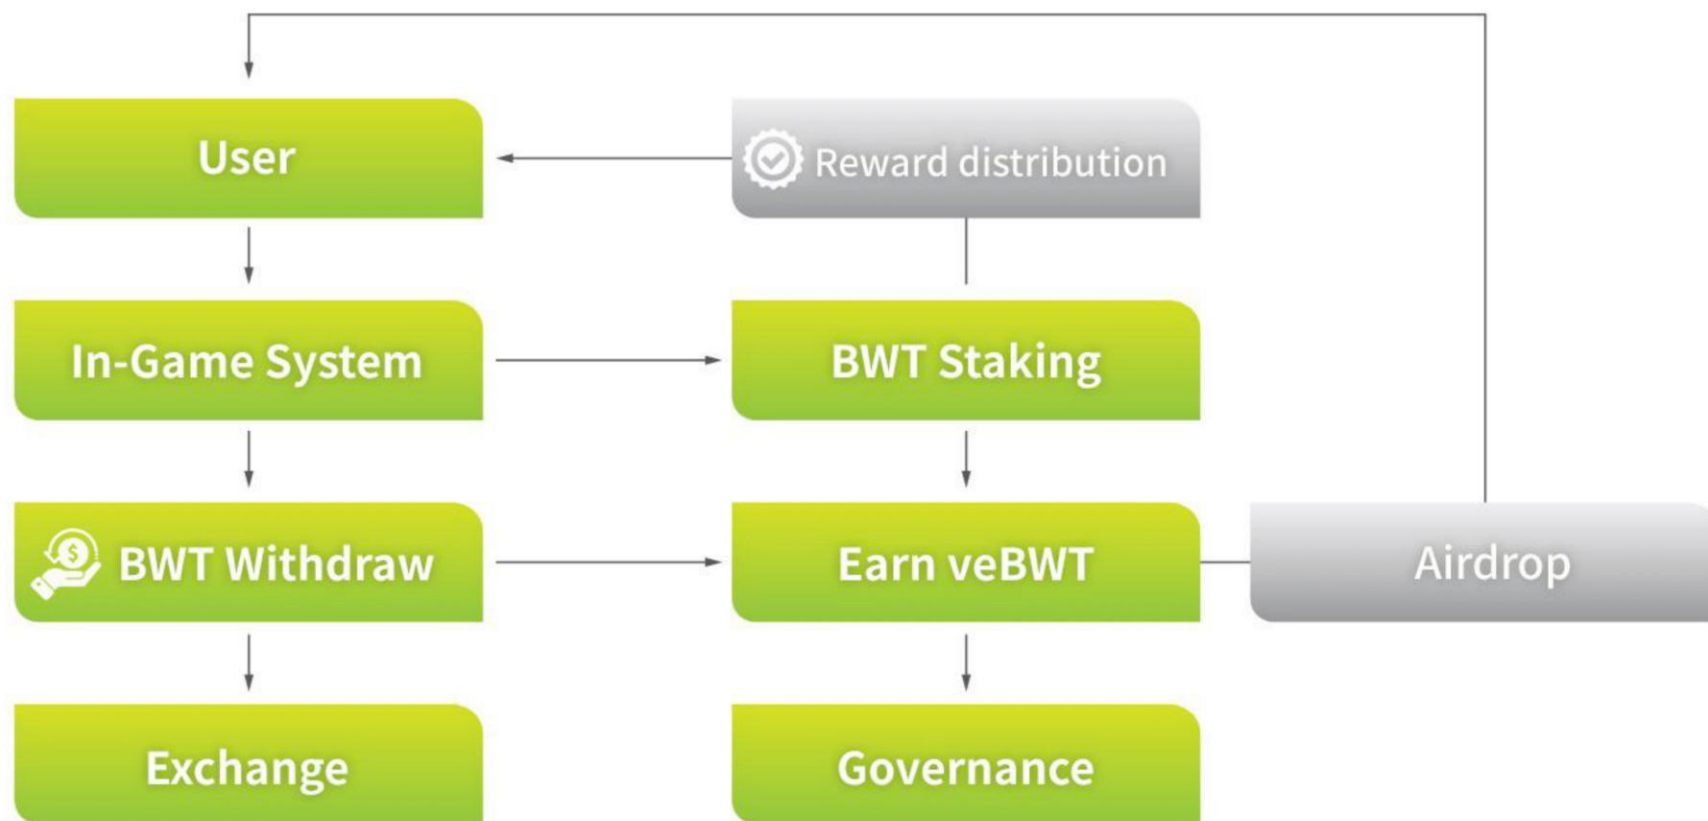 User
Reward distribution
In-Game System
BWT Staking
$
BWT Withdraw
Earn veBWT
Airdrop
Exchange
Governance